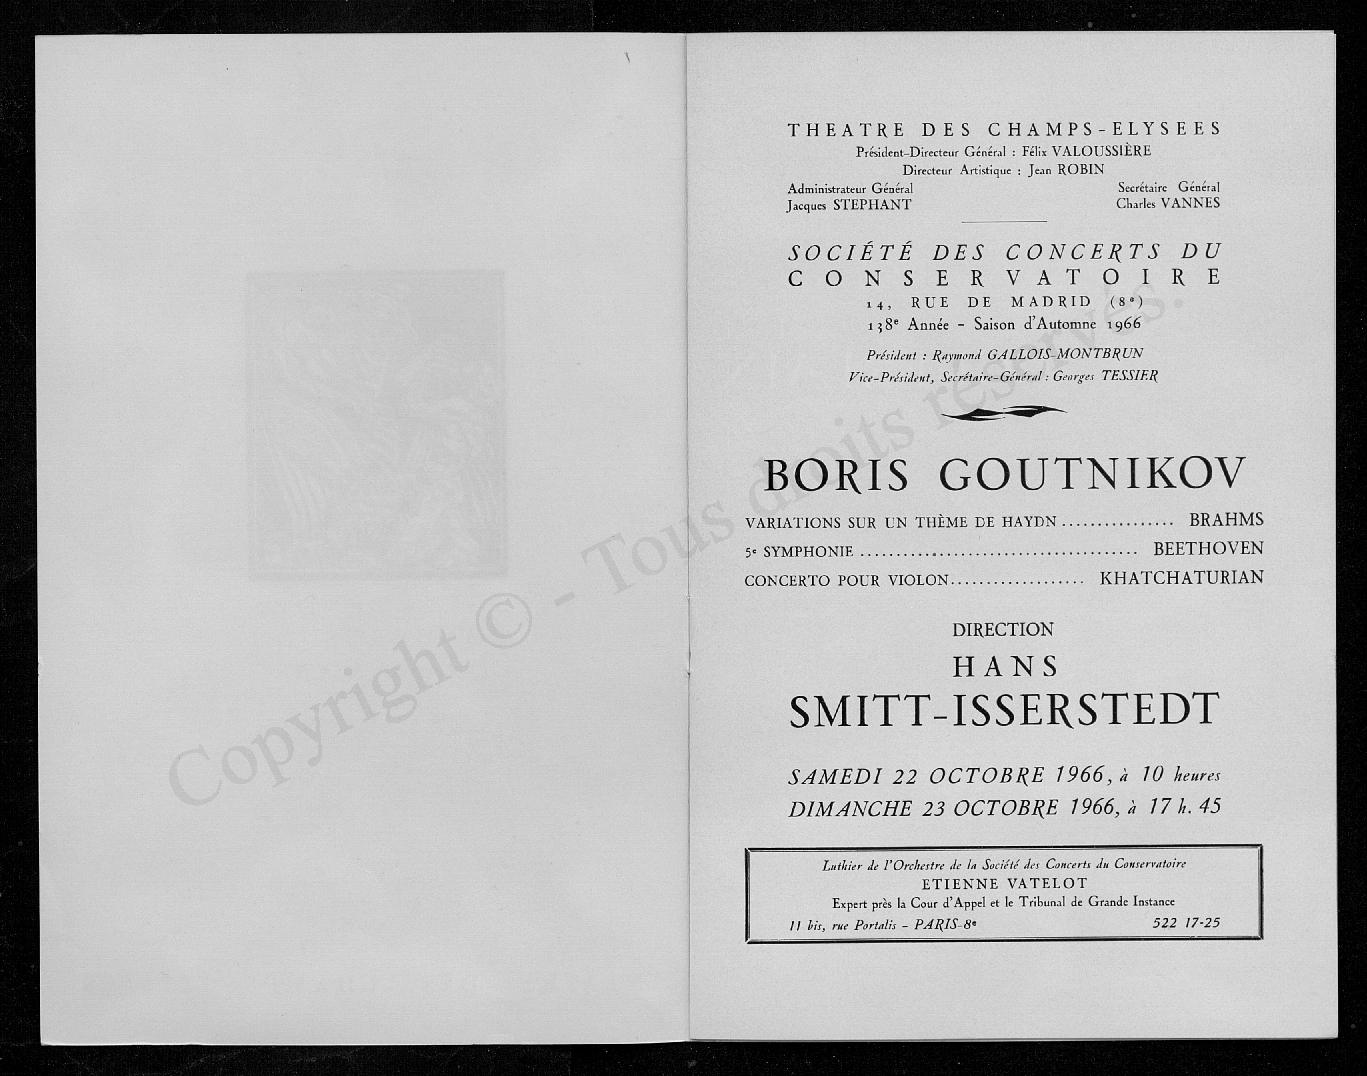 THEATRE DES CHAMPS-ELYSEES
Président-Directeur Général : Félix VALOUSSIÈRE
Directeur Artistique : Jean ROBIN
Administrateur Général Secrétaire Général
Jacques STEPHANT Charles VANNES
SOCIÉTÉ DES CONCERTS DU
CONSERVATOIRE
14, RUE DE MADRID (8e)
138e Année - Saison d'Automne 1966
Président : Raymond GALLOIS-MONTBRUN
Vice-Président, Secrétaire-Général : Georges TESSIER
BORIS GOUTNIKOV
VARIATIONS SUR UN THÈME DE HAYDN ................ BRAHMS
5e SYMPHONIE ....................................... BEETHOVEN
CONCERTO POUR VIOLON................... KHATCHATURIAN
DIRECTION
HANS
SMITT-ISSERSTEDT
SAMEDI 22 OCTOBRE 1966, à 10 heures
DIMANCHE 23 OCTOBRE 1966, à 17 h. 45
Luthier de l'Orchestre de la Société des Concerts du Conservatoire
ETIENNE VATELOT
Expert près la Cour d'Appel et le Tribunal de Grande Instance
11 bis, rue Portalis - PARIS-8e 522 17-25
Copyright © - Tous droits réservés.